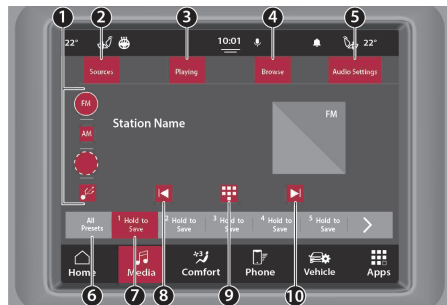 1 2 3 4 5
22° 10:01 22°
Sources Playing Browse Audio Settings
FM
AM
Station Name
FM
All Presets
1 Hold to Save
2 Hold to Save
3 Hold to Save
4 Hold to Save
5 Hold to Save
Home Media Comfort Phone Vehicle Apps
6 7 8 9 10